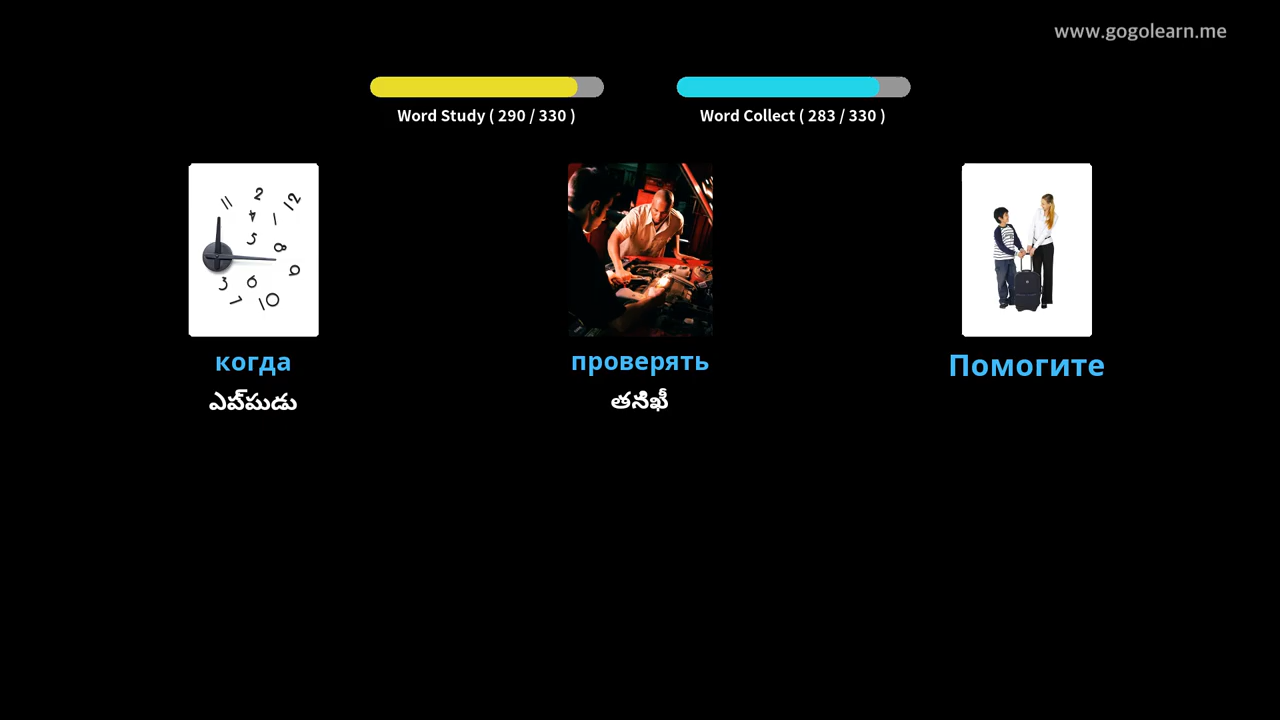 www.gogolearn.me
Word Study ( 290 / 330 )
Word Collect ( 283 / 330 )
когда
проверять
Помогите
ఎప్పుడు
తనిఖీ